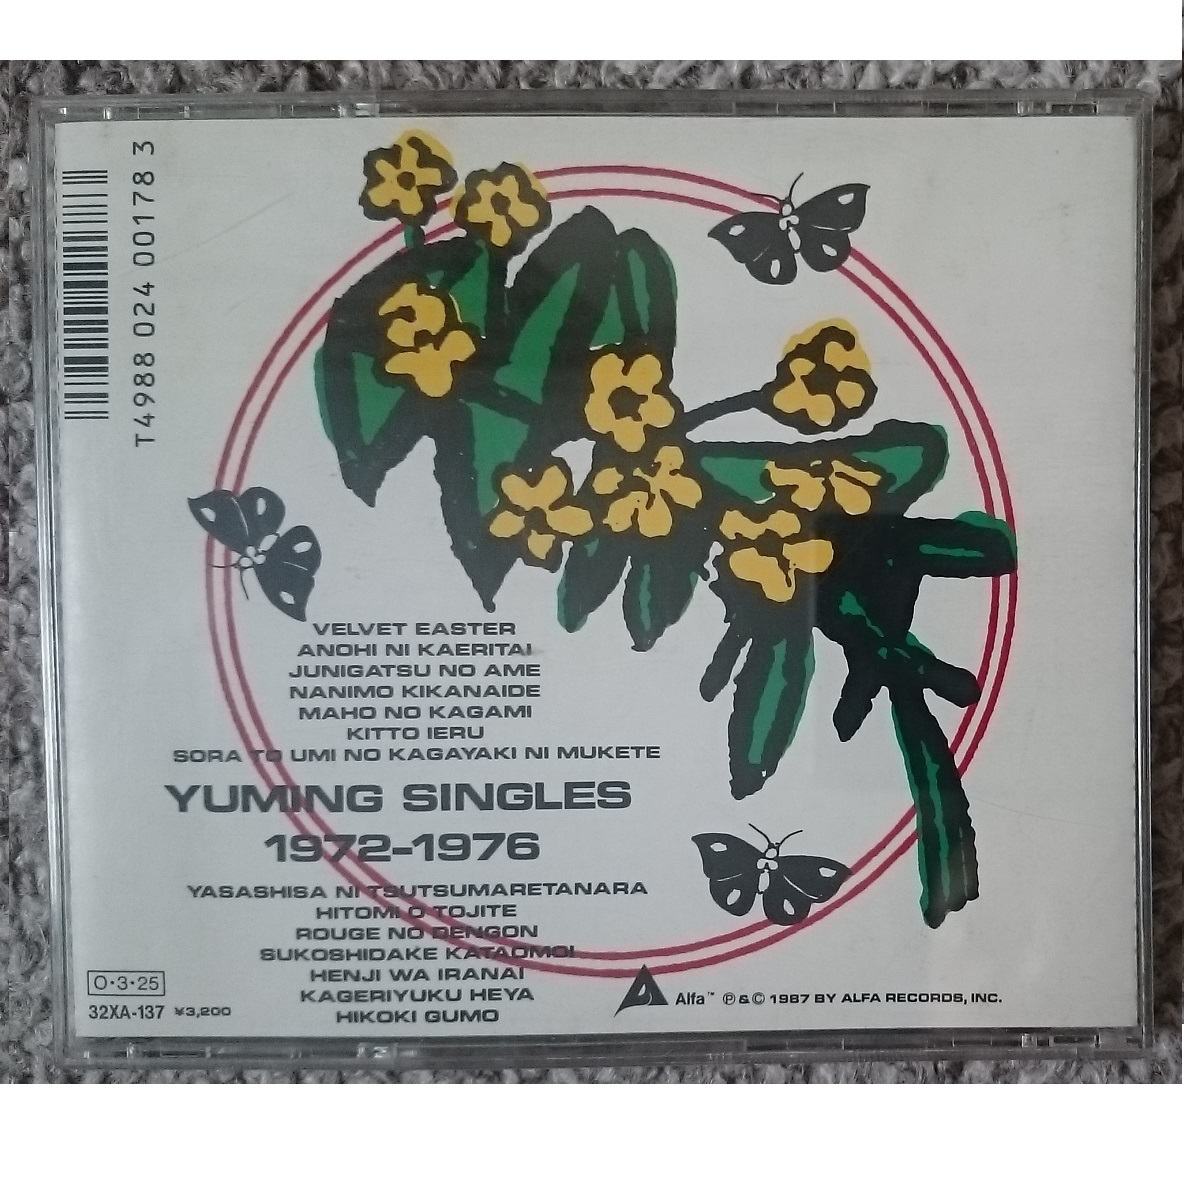 T4988 024 00178 3
VELVET EASTER
ANOHI NI KAERITAI
JUNIGATSU NO AME
NANIMO KIKANAIDE
MAHO NO KAGAMI
KITTO IERU
SORA TO UMI NO KAGAYAKI NI MUKETE
YUMING SINGLES
1972-1976
YASASHISA NI TSUTSUMARETANARA
HITOMI O TOJITE
ROUGE NO DENGON
SUKOSHIDAKE KATAOMOI
HENJI WA IRANAI
KAGERIYUKU HEYA
HIKOKI GUMO
O·3·25
32XA-137 ¥3,200
Alfa™ ℗&© 1987 BY ALFA RECORDS, INC.